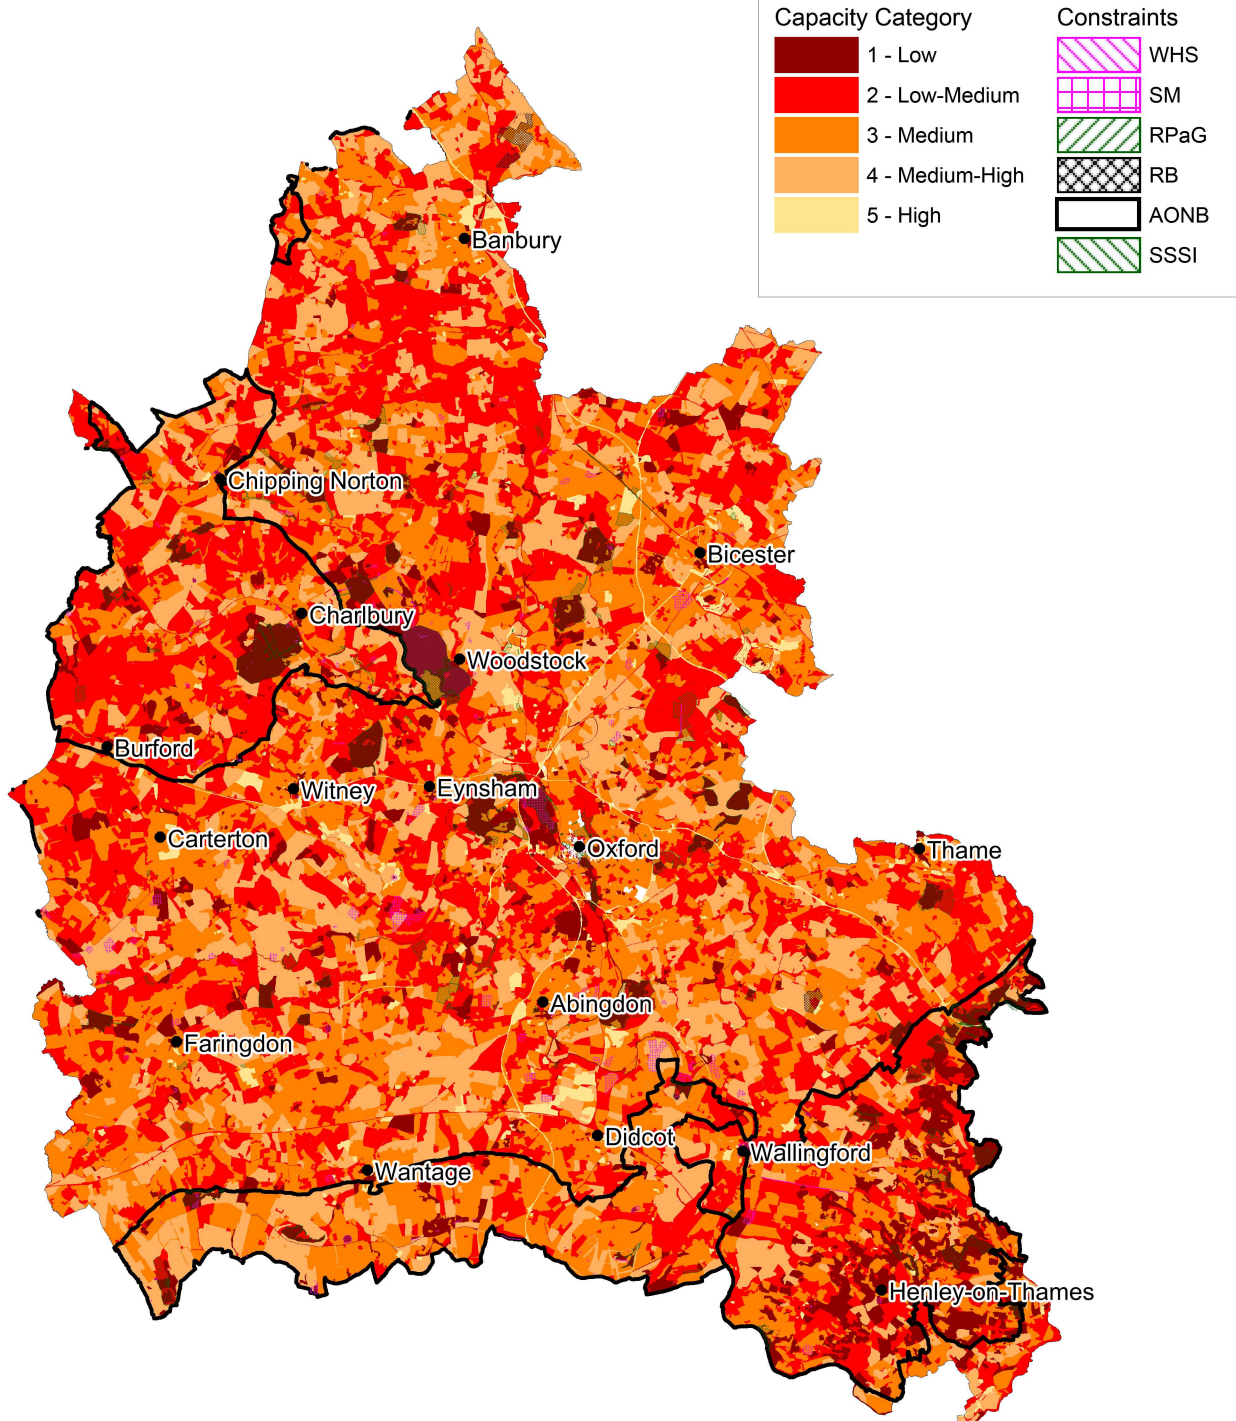 Capacity Category
1 - Low
2 - Low-Medium
3 - Medium
4 - Medium-High
5 - High
Constraints
WHS
SM
RPaG
RB
AONB
SSSI
Banbury
Chipping Norton
Bicester
Charlbury
Woodstock
Burford
Witney
Eynsham
Carterton
Oxford
Thame
Abingdon
Faringdon
Didcot
Wallingford
Wantage
Henley-on-Thames